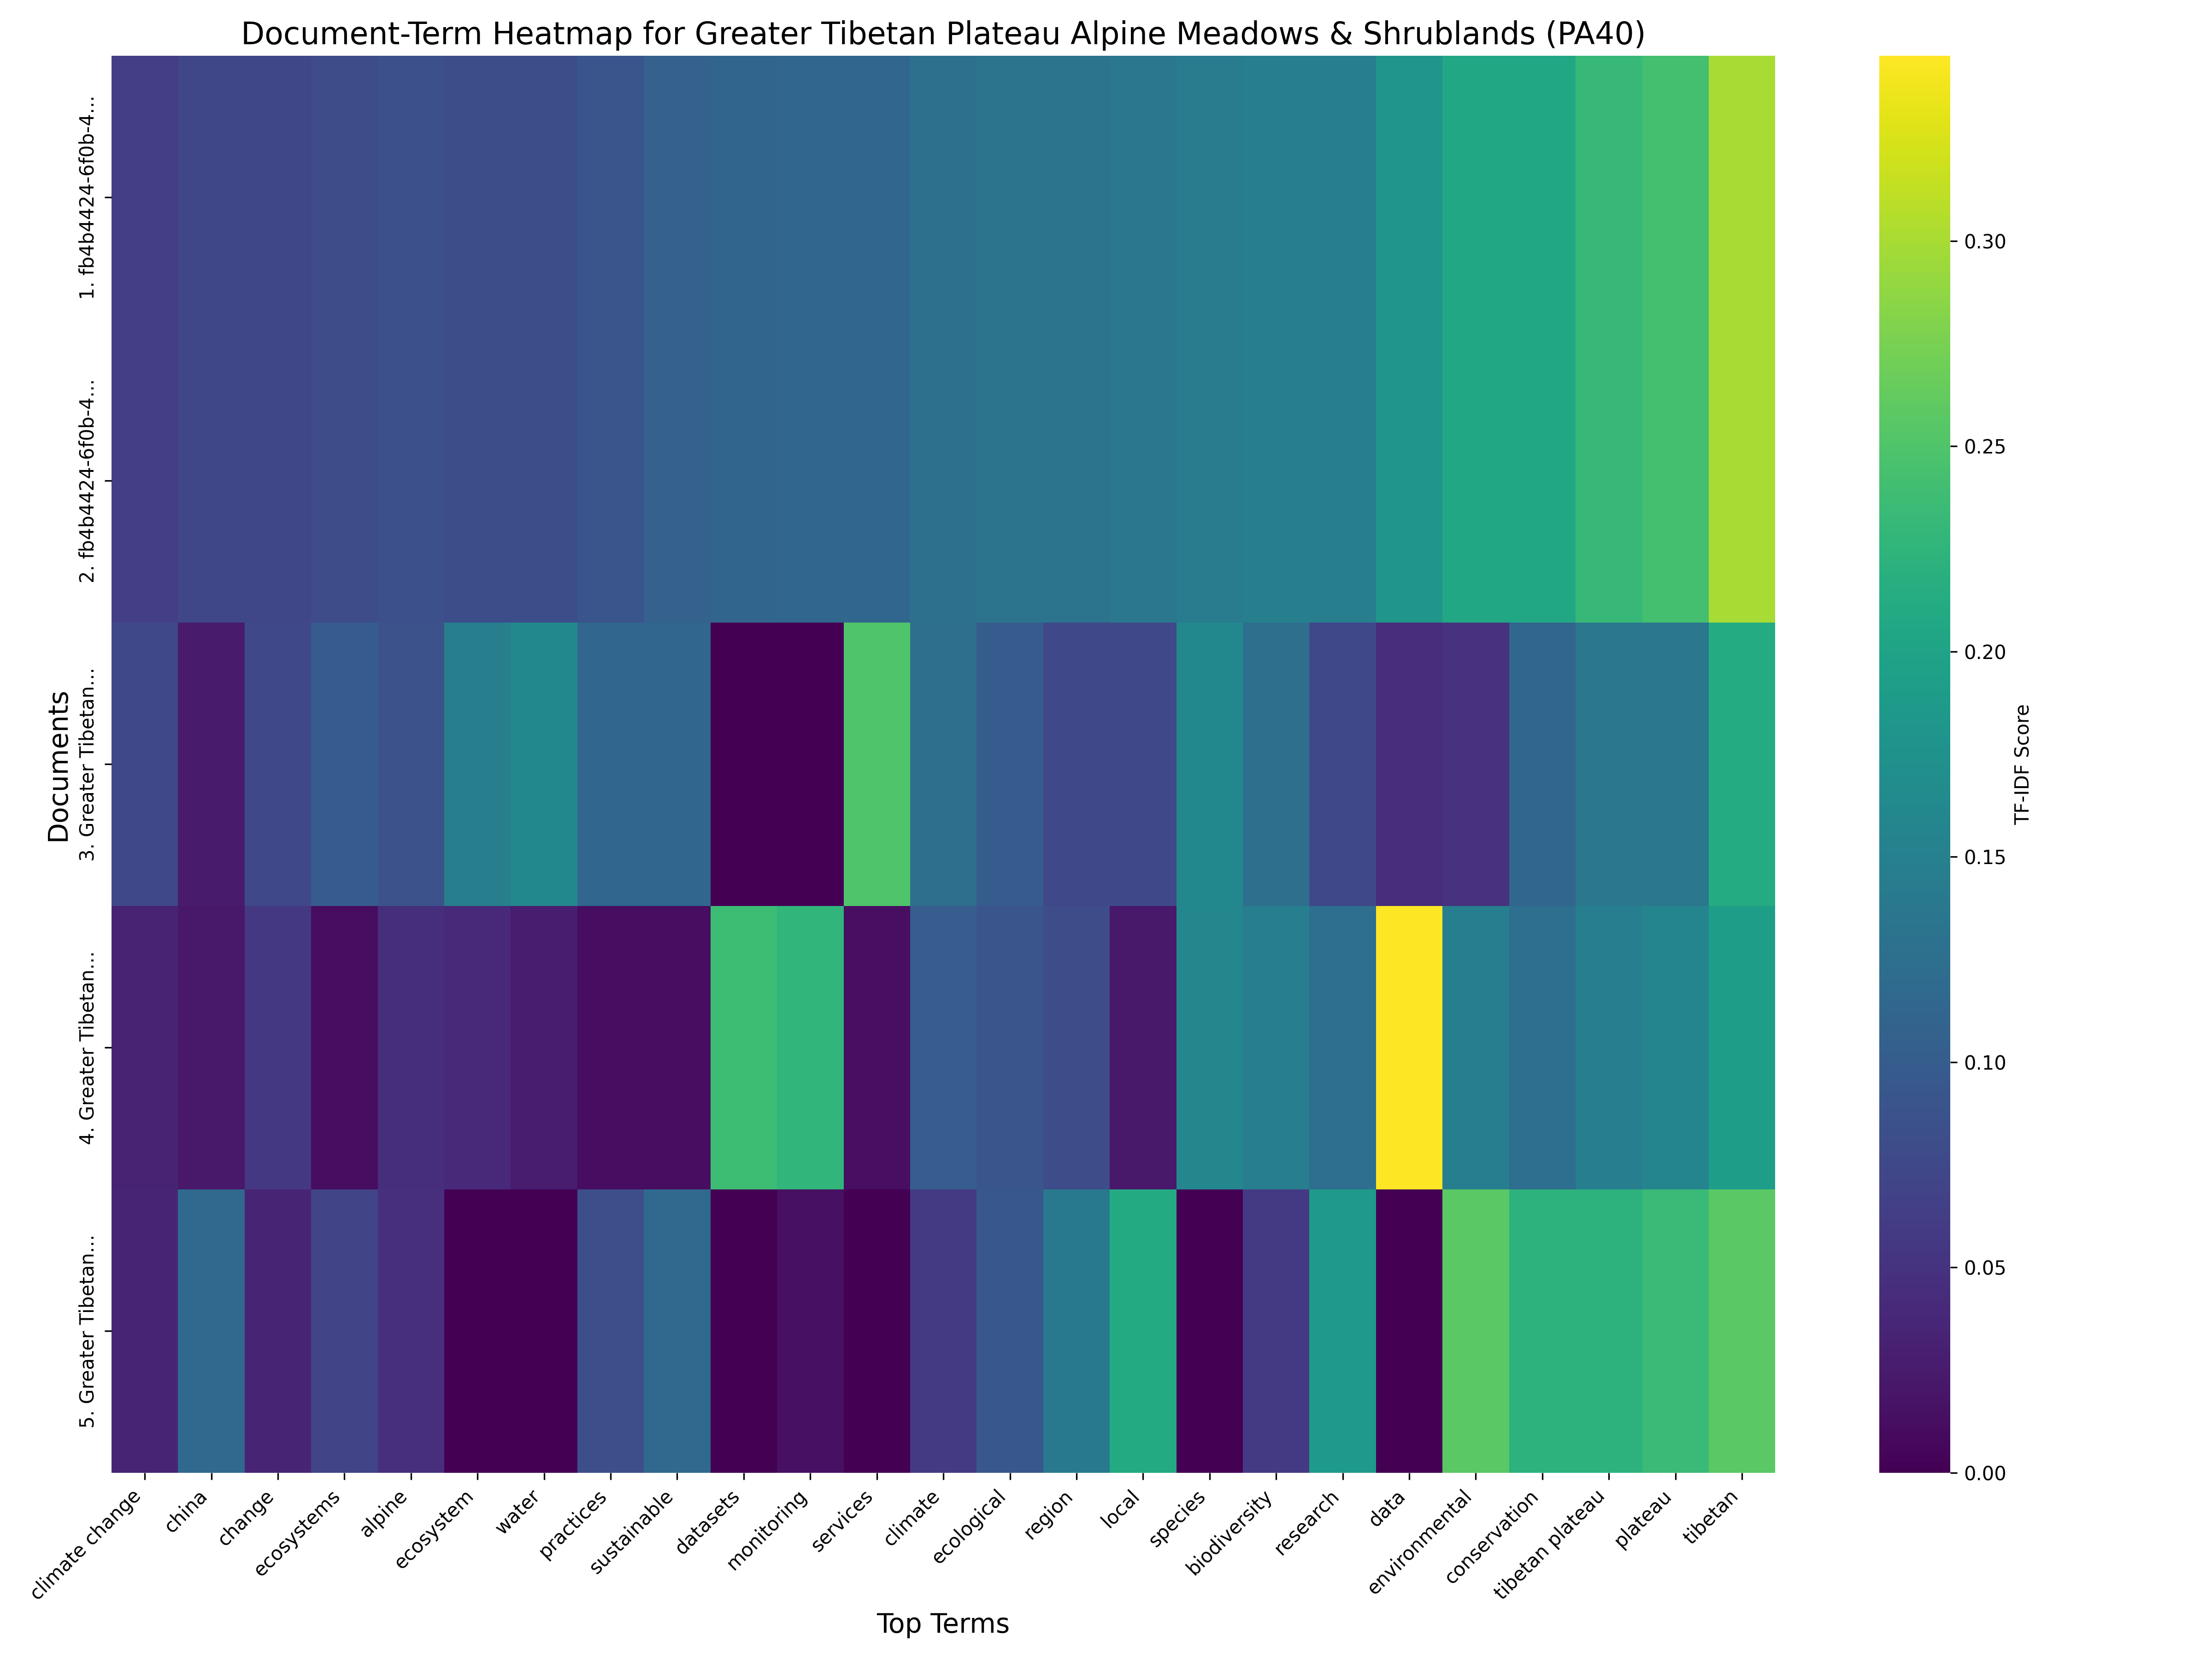 Document-Term Heatmap for Greater Tibetan Plateau Alpine Meadows & Shrublands (PA40)
Documents
1. fb4b4424-6f0b-4...
2. fb4b4424-6f0b-4...
3. Greater Tibetan...
4. Greater Tibetan...
5. Greater Tibetan...
climate change
china
change
ecosystems
alpine
ecosystem
water
practices
sustainable
datasets
monitoring
services
climate
ecological
region
local
species
biodiversity
research
data
environmental
conservation
tibetan plateau
plateau
tibetan
Top Terms
0.30
0.25
0.20
0.15
0.10
0.05
0.00
TF-IDF Score